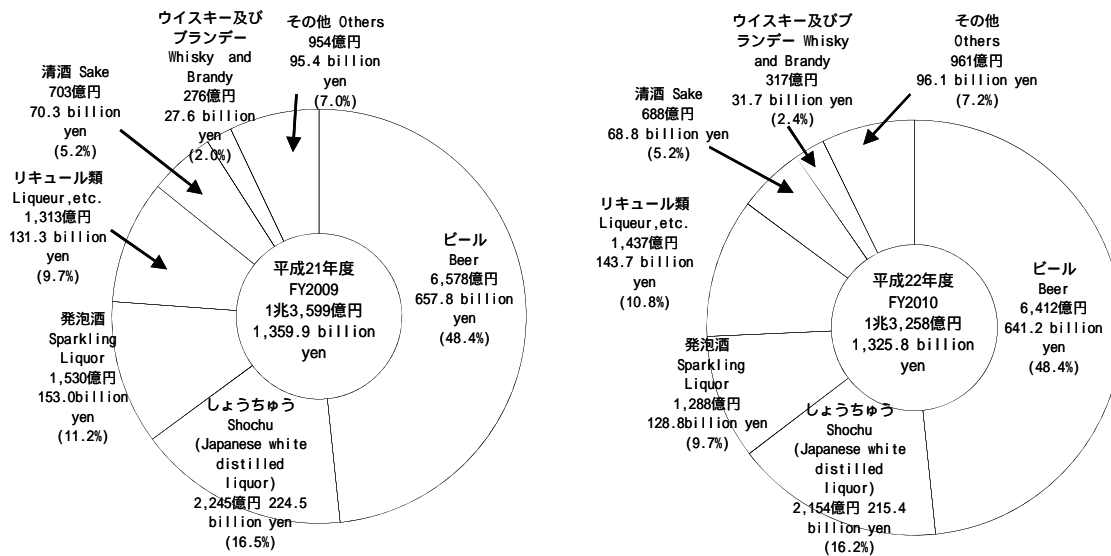 ウイスキー及び
ブランデー
Whisky and
Brandy
276億円
27.6 billion
yen
(2.0%)
その他 Others
954億円
95.4 billion
yen
(7.0%)
清酒 Sake
703億円
70.3 billion
yen
(5.2%)
リキュール類
Liqueur,etc.
1,313億円
131.3 billion
yen
(9.7%)
発泡酒
Sparkling
Liquor
1,530億円
153.0billion
yen
(11.2%)
しょうちゅう
Shochu
(Japanese white
distilled
liquor)
2,245億円 224.5
billion yen
(16.5%)
平成21年度
FY2009
1兆3,599億円
1,359.9 billion
yen
ビール
Beer
6,578億円
657.8 billion
yen
(48.4%)
ウイスキー及びブ
ランデー Whisky
and Brandy
317億円
31.7 billion yen
(2.4%)
その他
Others
961億円
96.1 billion yen
(7.2%)
清酒 Sake
688億円
68.8 billion yen
(5.2%)
リキュール類
Liqueur,etc.
1,437億円
143.7 billion
yen
(10.8%)
発泡酒
Sparkling
Liquor
1,288億円
128.8billion yen
(9.7%)
しょうちゅう
Shochu
(Japanese white
distilled
liquor)
2,154億円 215.4
billion yen
(16.2%)
平成22年度
FY2010
1兆3,258億円
1,325.8 billion
yen
ビール
Beer
6,412億円
641.2 billion
yen
(48.4%)